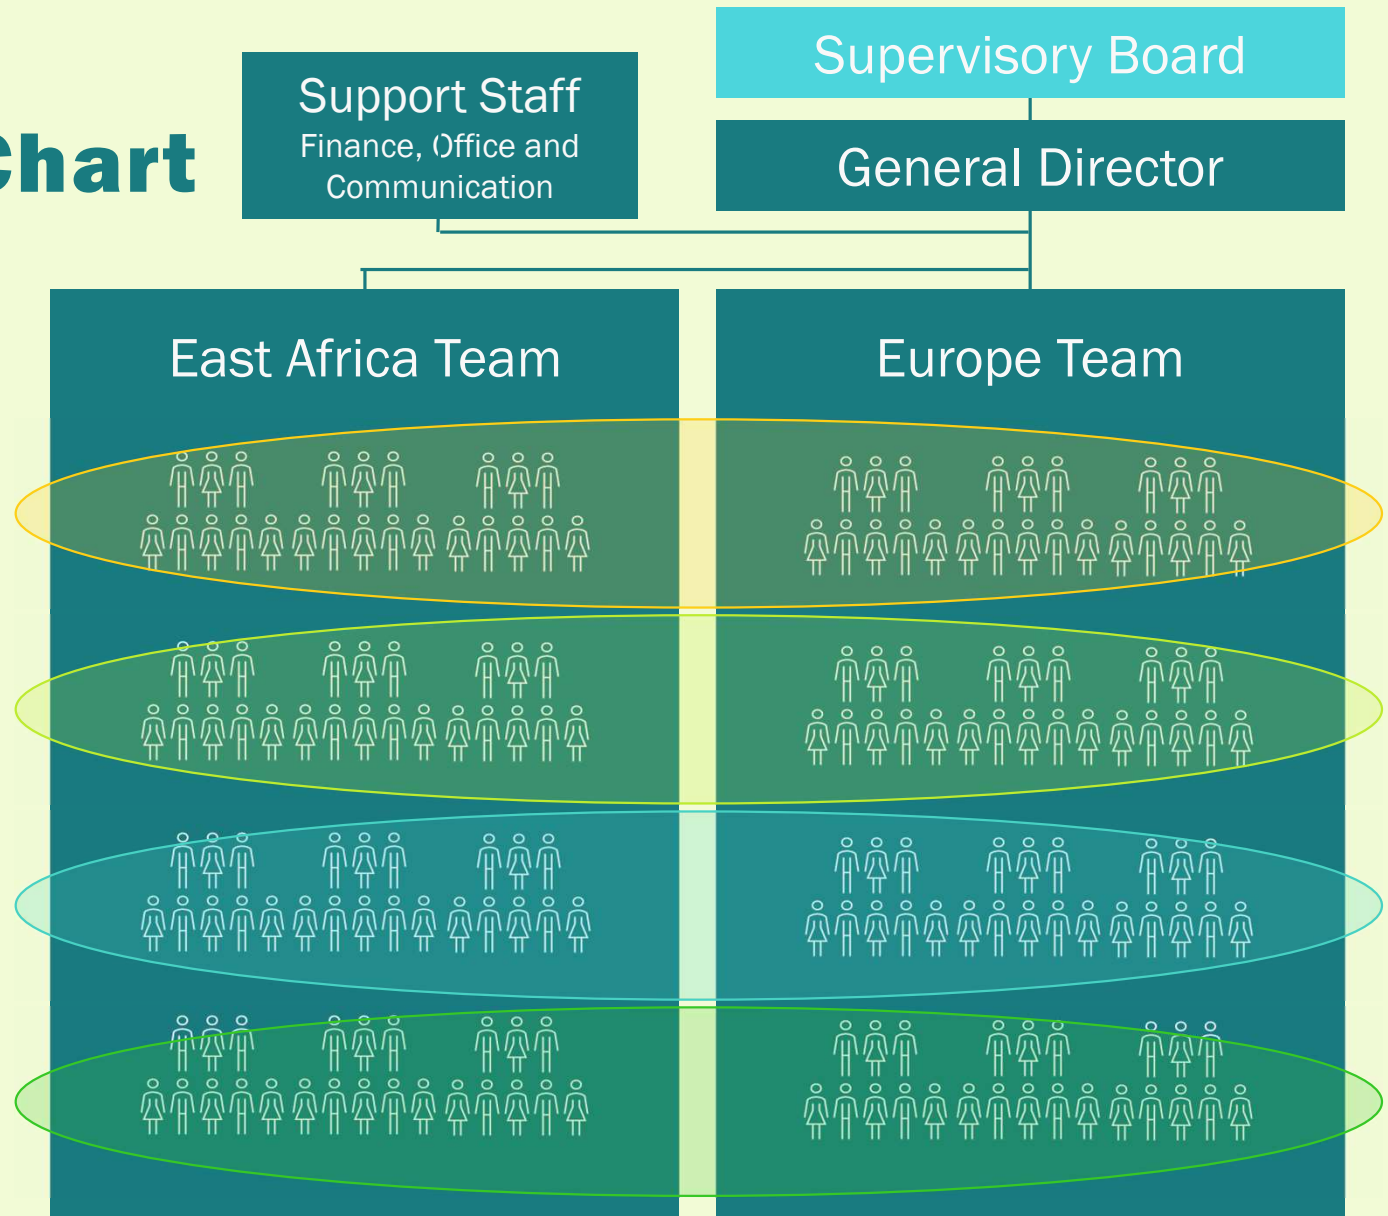 Chart
Support Staff
Finance, Office and
Communication
Supervisory Board
General Director
East Africa Team
Europe Team